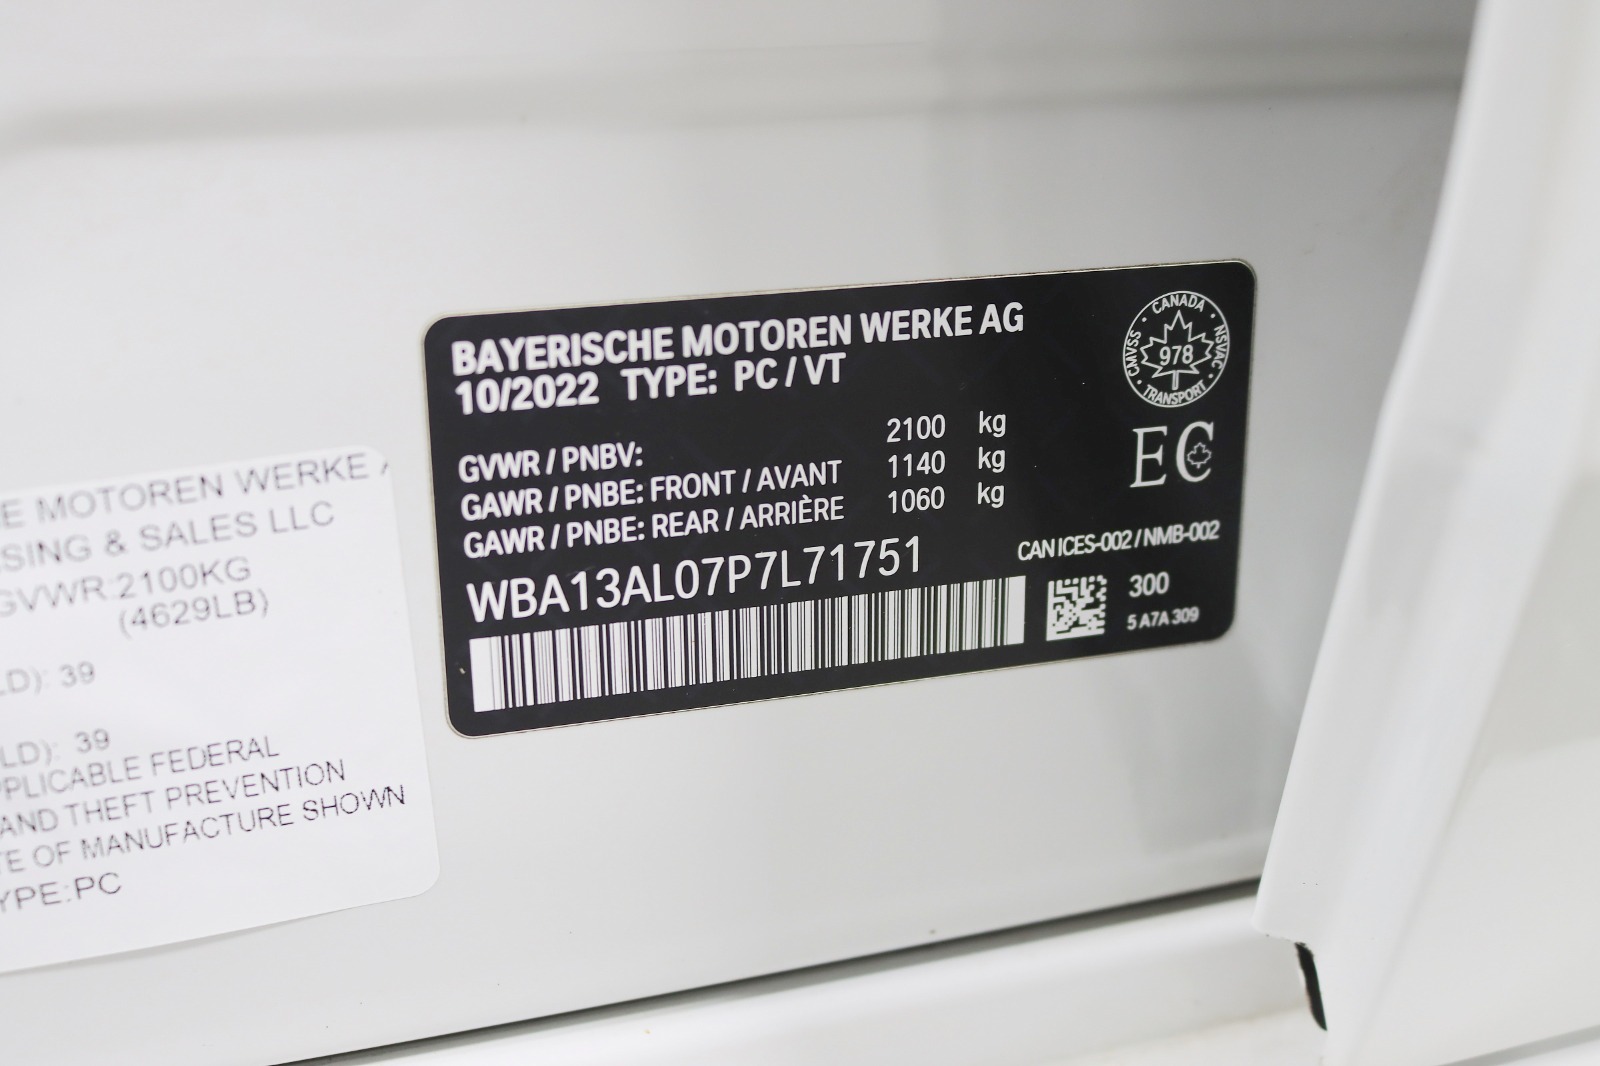 BAYERISCHE MOTOREN WERKE AG
10/2022 TYPE: PC / VT
GVWR / PNBV: 2100 kg
GAWR / PNBE: FRONT / AVANT 1140 kg
GAWR / PNBE: REAR / ARRIÈRE 1060 kg
WBA13AL07P7L71751
CANADA
CMVSS 978 NSVAC
TRANSPORT
EC
CAN ICES-002 / NMB-002
300
5 A7A 309
MOTOREN WERKE
& SALES LLC
GVWR:2100KG
(4629LB)
LD): 39
LD): 39
FEDERAL
AND THEFT PREVENTION
OF MANUFACTURE SHOWN
YPE:PC